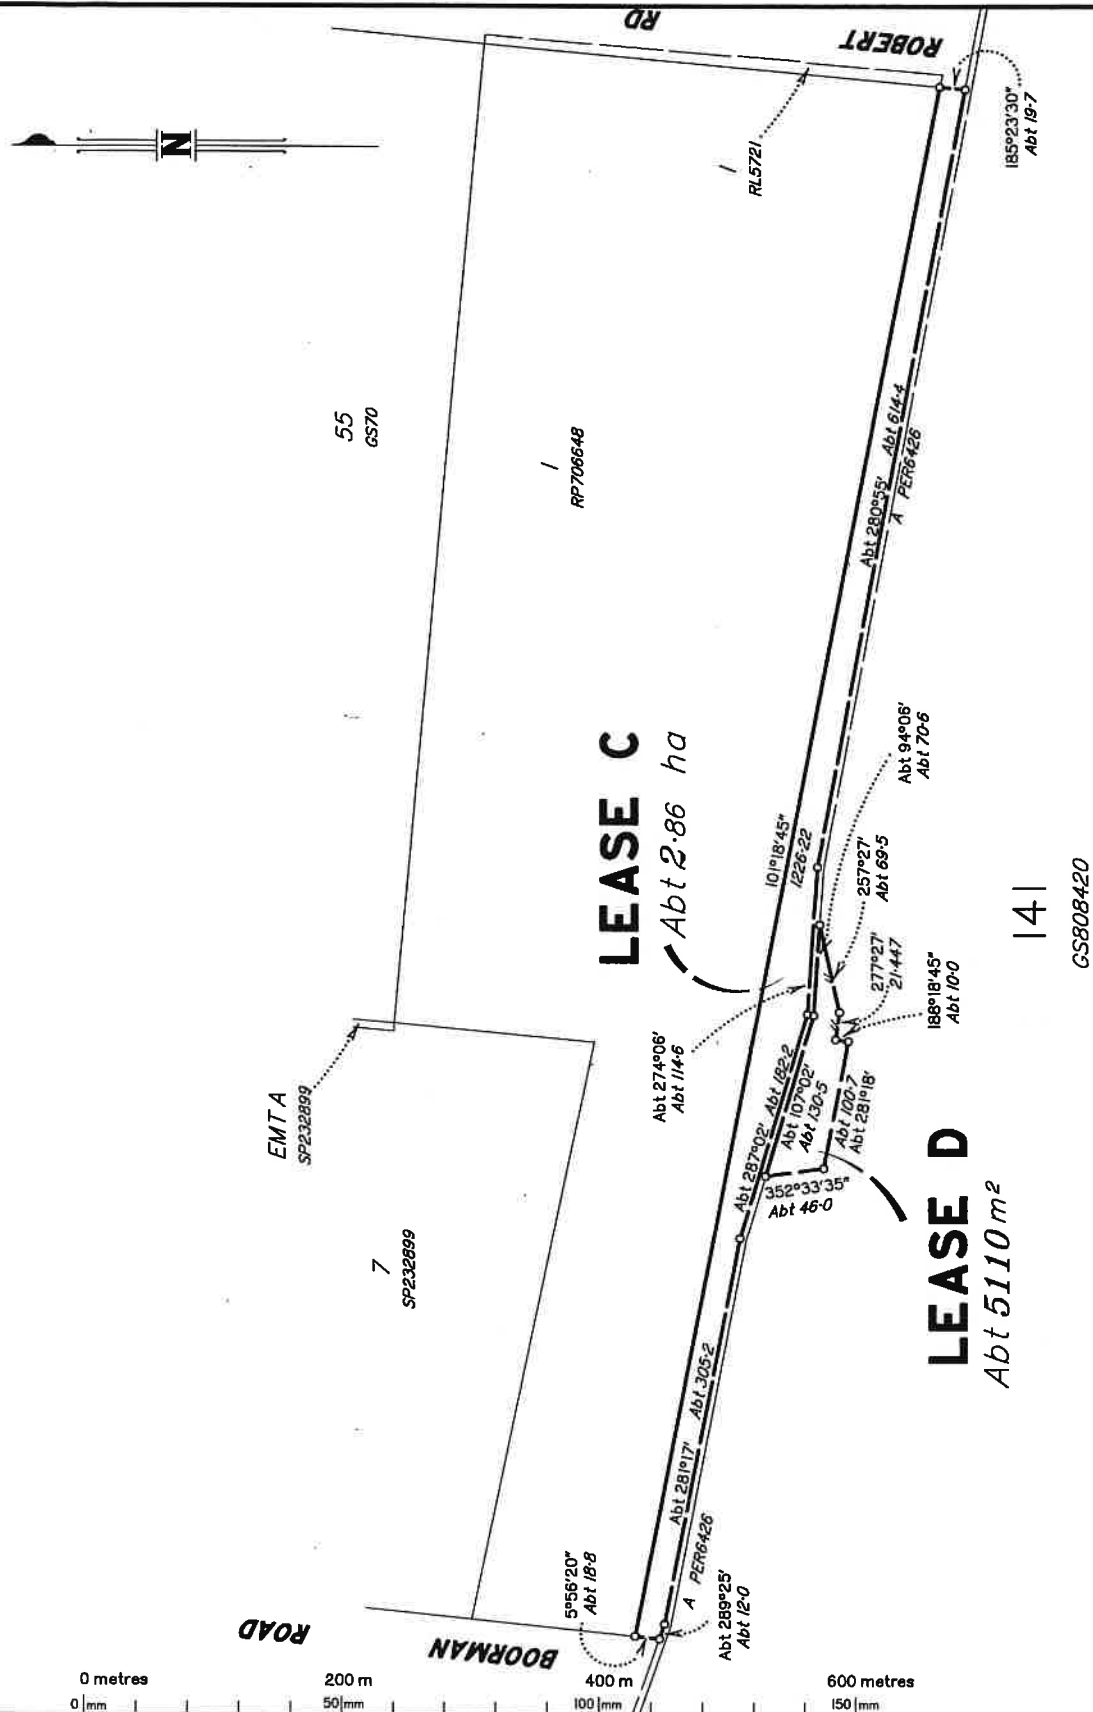 ROBERT
RD
N
185°23'30"
Abt 19·7
1
RL5721
55
GS70
1
RP706648
Abt 280°55' Abt 614·4
A PER6426
LEASE C
Abt 2·86 ha
101°18'45"
1226·22
Abt 94°06'
Abt 70·6
257°27'
Abt 69·5
277°27'
21·447
188°18'45"
Abt 10·0
141
GS808420
EMT A
SP232899
Abt 274°06'
Abt 114·6
Abt 287°02' Abt 182·2
Abt 107°02'
Abt 130·5
Abt 100·7
Abt 281°18'
352°33'35"
Abt 46·0
LEASE D
Abt 5110 m²
7
SP232899
Abt 281°17' Abt 305·2
A PER6426
5°56'20"
Abt 18·8
Abt 289°25'
Abt 12·0
BOORMAN
ROAD
0 metres 200 m 400 m 600 metres
0 mm 50 mm 100 mm 150 mm